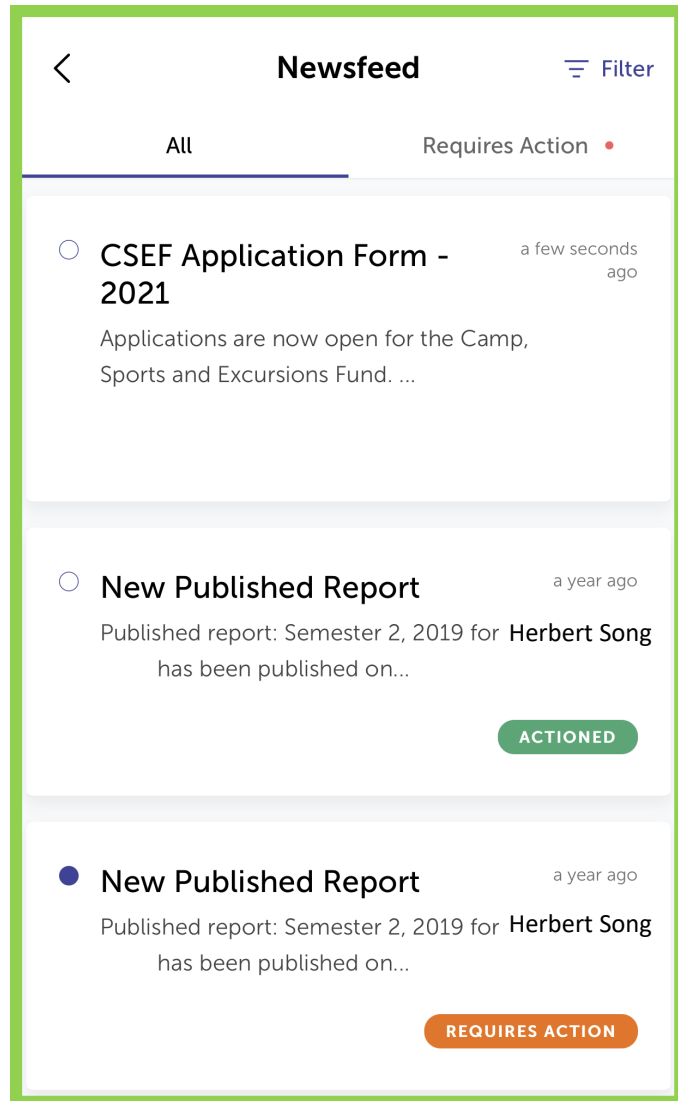 Newsfeed
Filter
All
Requires Action
CSEF Application Form -
2021
a few seconds
ago
Applications are now open for the Camp,
Sports and Excursions Fund. ...
New Published Report
a year ago
Published report: Semester 2, 2019 for Herbert Song
has been published on...
ACTIONED
New Published Report
a year ago
Published report: Semester 2, 2019 for Herbert Song
has been published on...
REQUIRES ACTION